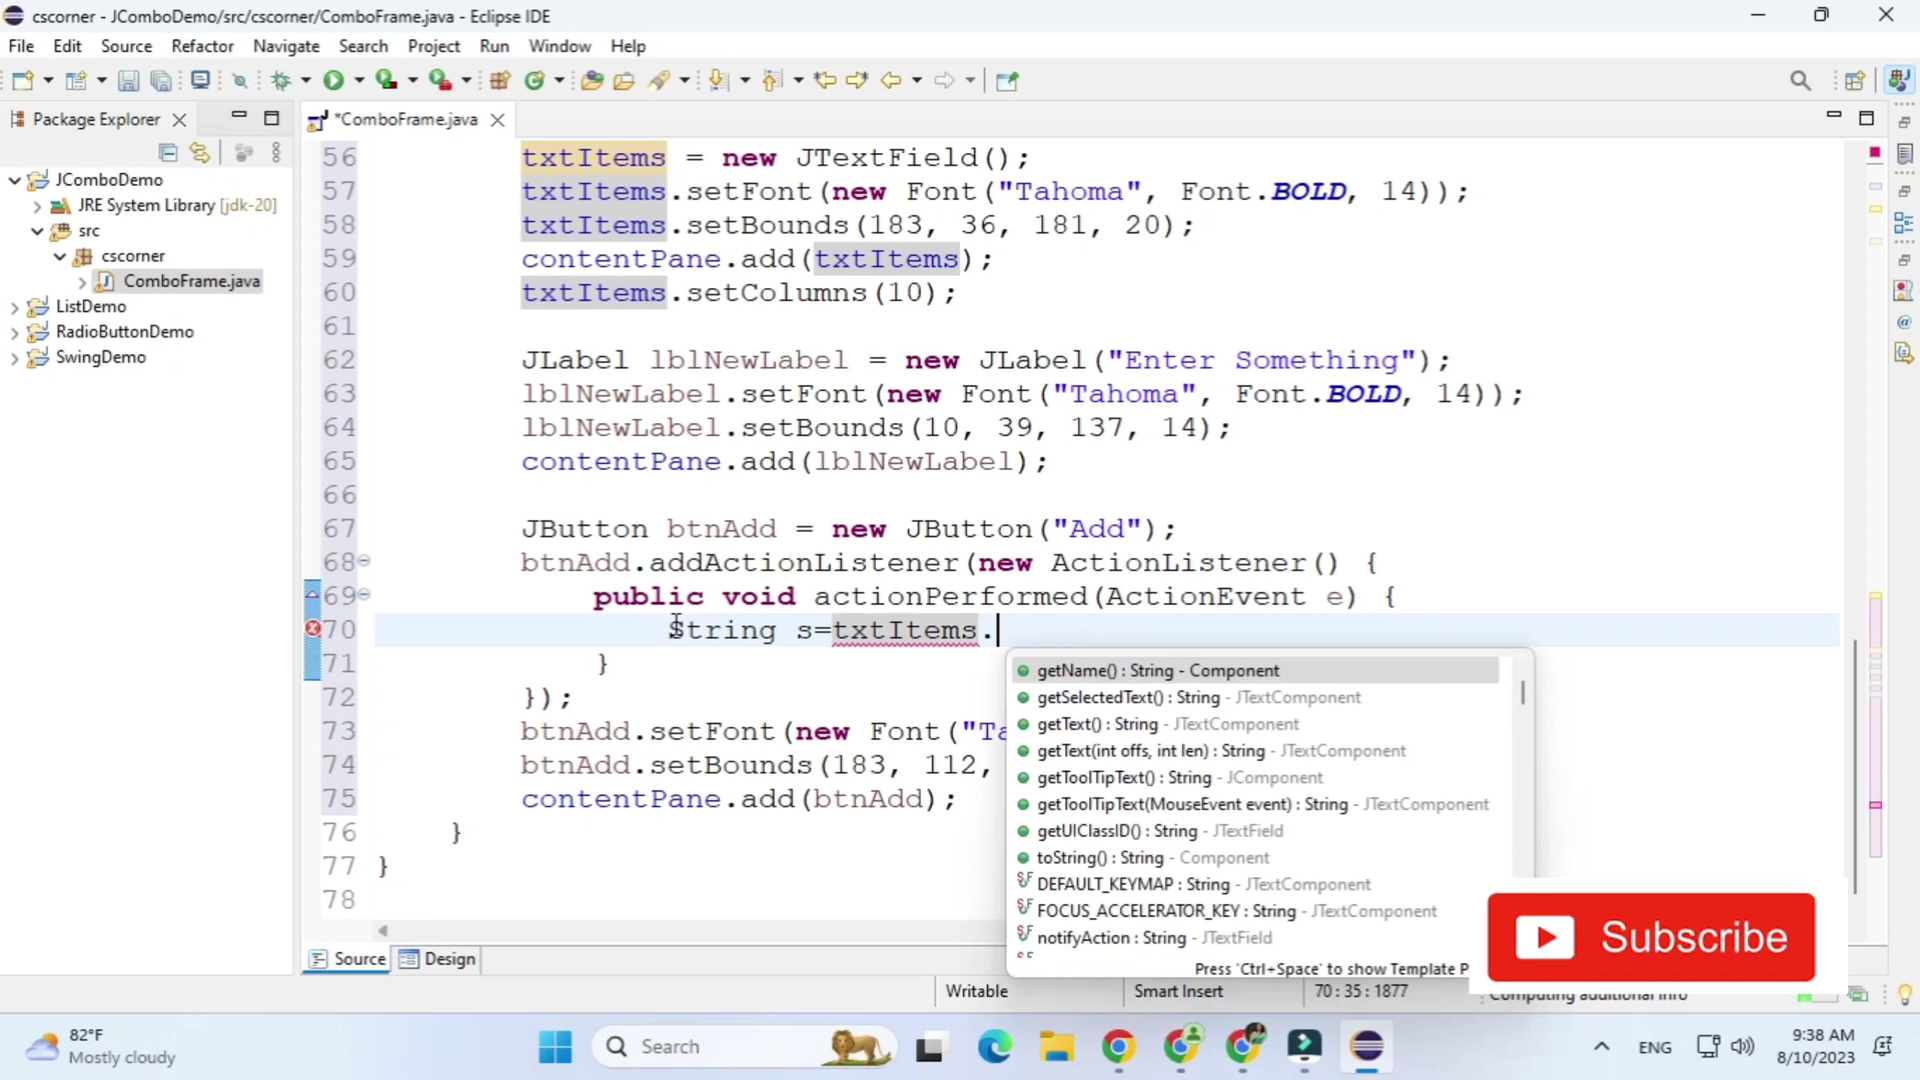 cscorner - JComboDemo/src/cscorner/ComboFrame.java - Eclipse IDE
File Edit Source Refactor Navigate Search Project Run Window Help
Package Explorer
*ComboFrame.java
JComboDemo
JRE System Library [jdk-20]
src
cscorner
ComboFrame.java
ListDemo
RadioButtonDemo
SwingDemo
56 txtItems = new JTextField();
57 txtItems.setFont(new Font("Tahoma", Font.BOLD, 14));
58 txtItems.setBounds(183, 36, 181, 20);
59 contentPane.add(txtItems);
60 txtItems.setColumns(10);
61
62 JLabel lblNewLabel = new JLabel("Enter Something");
63 lblNewLabel.setFont(new Font("Tahoma", Font.BOLD, 14));
64 lblNewLabel.setBounds(10, 39, 137, 14);
65 contentPane.add(lblNewLabel);
66
67 JButton btnAdd = new JButton("Add");
68 btnAdd.addActionListener(new ActionListener() {
69 public void actionPerformed(ActionEvent e) {
70 String s=txtItems.
71 }
72 });
73 btnAdd.setFont(new Font("Ta
74 btnAdd.setBounds(183, 112,
75 contentPane.add(btnAdd);
76 }
77 }
78
getName() : String - Component
getSelectedText() : String - JTextComponent
getText() : String - JTextComponent
getText(int offs, int len) : String - JTextComponent
getToolTipText() : String - JComponent
getToolTipText(MouseEvent event) : String - JTextComponent
getUIClassID() : String - JTextField
toString() : String - Component
DEFAULT_KEYMAP : String - JTextComponent
FOCUS_ACCELERATOR_KEY : String - JTextComponent
notifyAction : String - JTextField
Press 'Ctrl+Space' to show Template P
Subscribe
Source Design
Writable Smart Insert 70 : 35 : 1877 Computing additional info
82°F
Mostly cloudy
Search
ENG
9:38 AM
8/10/2023